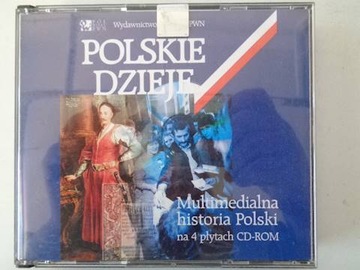 Wydawnictwo PWN
POLSKIE
DZIEJE
Multimedialna
historia Polski
na 4 płytach CD-ROM